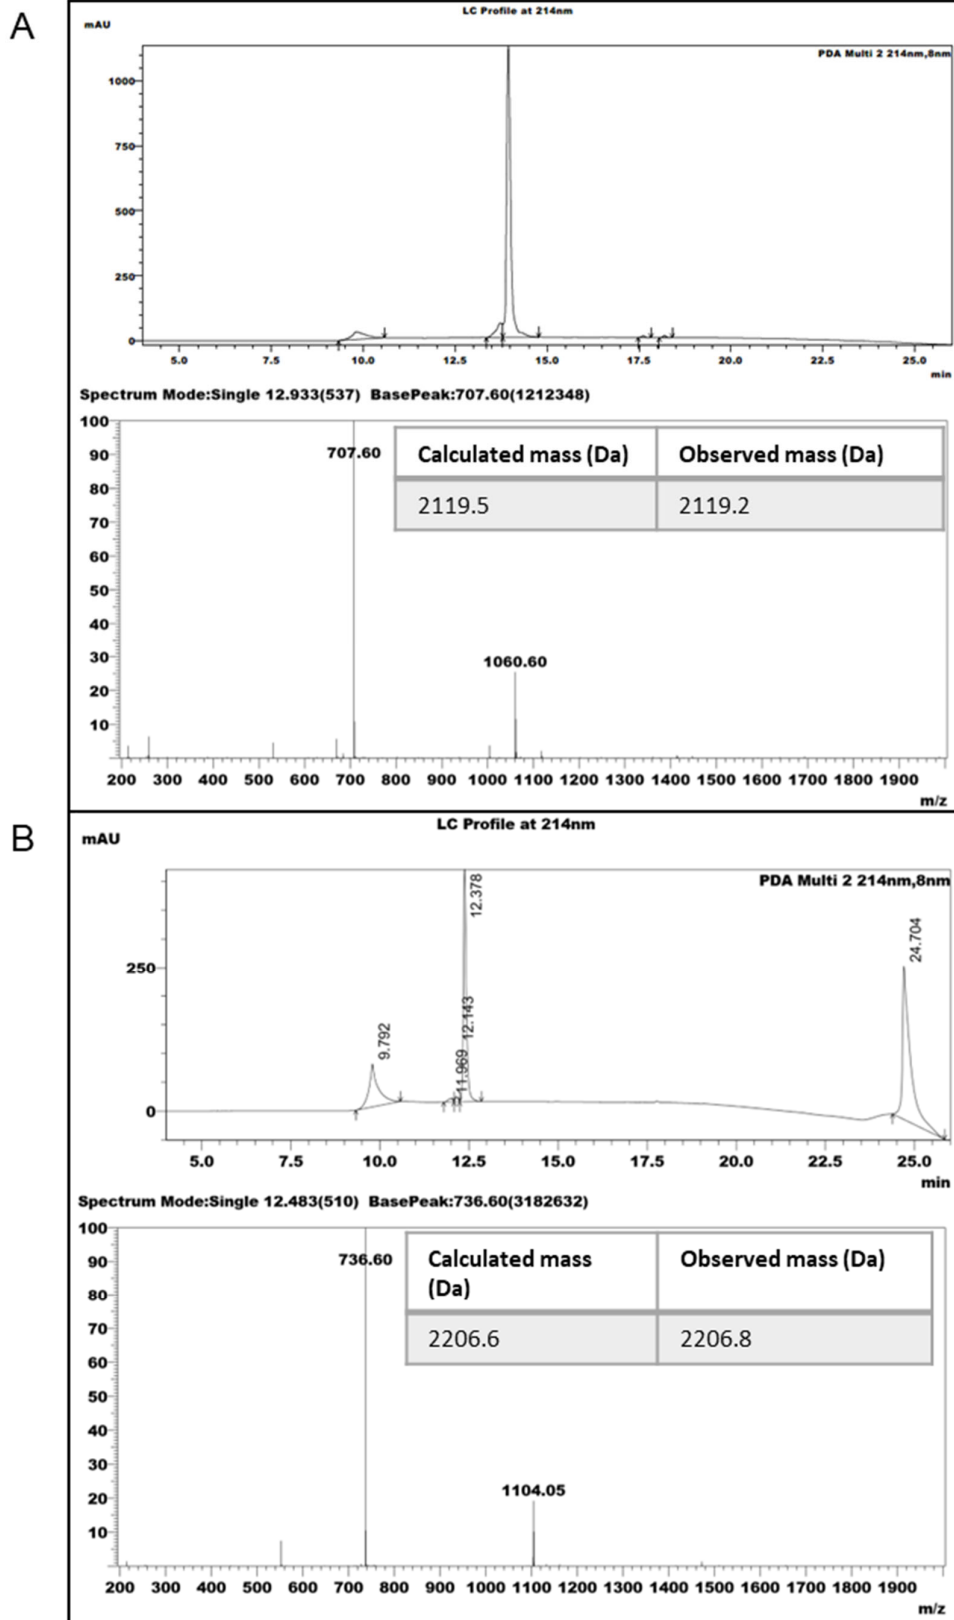 A
LC Profile at 214nm
mAU
PDA Multi 2 214nm,8nm
1000
750
500
250
0
5.0 7.5 10.0 12.5 15.0 17.5 20.0 22.5 25.0
min
Spectrum Mode:Single 12.933(537) BasePeak:707.60(1212348)
100
90
80
70
60
50
40
30
20
10
707.60
Calculated mass (Da) Observed mass (Da)
2119.5 2119.2
1060.60
200 300 400 500 600 700 800 900 1000 1100 1200 1300 1400 1500 1600 1700 1800 1900
m/z
B
LC Profile at 214nm
mAU
PDA Multi 2 214nm,8nm
250
0
9.792
11.969
12.143
12.378
24.704
5.0 7.5 10.0 12.5 15.0 17.5 20.0 22.5 25.0
min
Spectrum Mode:Single 12.483(510) BasePeak:736.60(3182632)
100
90
80
70
60
50
40
30
20
10
736.60
Calculated mass
(Da)
Observed mass (Da)
2206.6 2206.8
1104.05
200 300 400 500 600 700 800 900 1000 1100 1200 1300 1400 1500 1600 1700 1800 1900
m/z